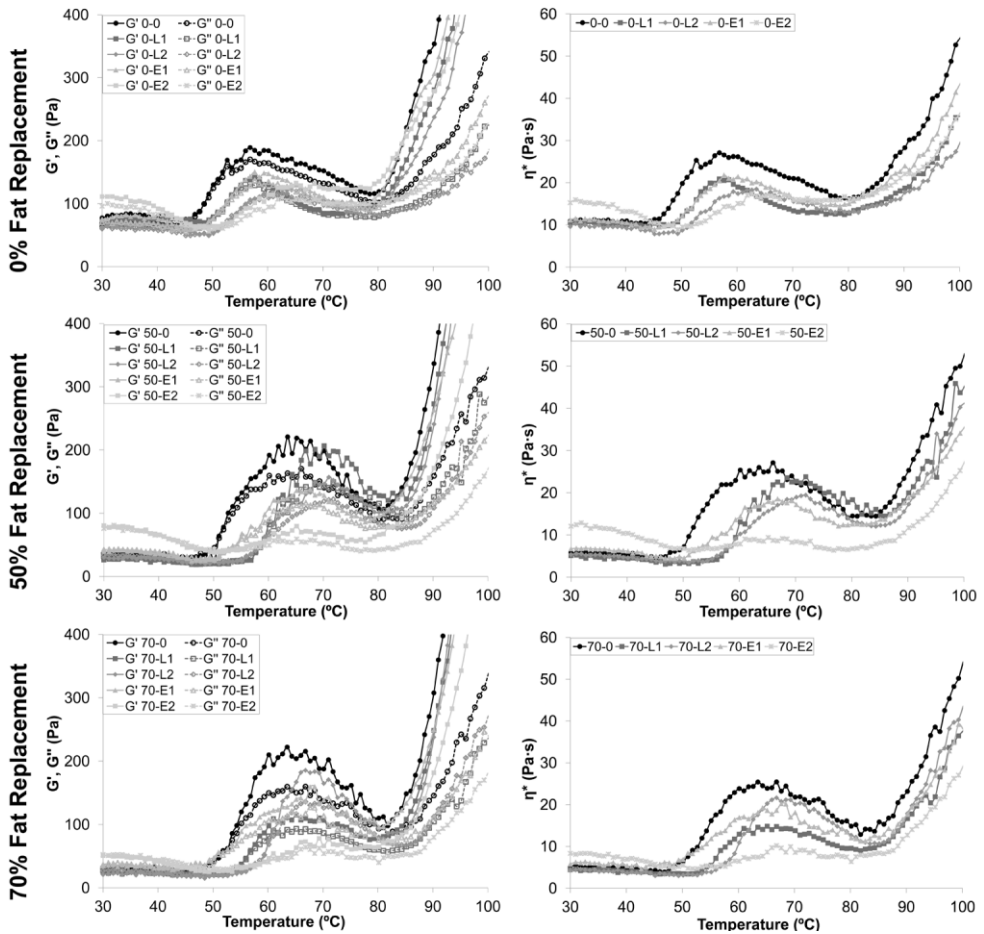 0% Fat Replacement
G', G'' (Pa)
400
300
200
100
0
G' 0-0 G'' 0-0
G' 0-L1 G'' 0-L1
G' 0-L2 G'' 0-L2
G' 0-E1 G'' 0-E1
G' 0-E2 G'' 0-E2
30 40 50 60 70 80 90 100
Temperature (ºC)
η* (Pa·s)
60
50
40
30
20
10
0
0-0 0-L1 0-L2 0-E1 0-E2
30 40 50 60 70 80 90 100
Temperature (ºC)
50% Fat Replacement
G', G'' (Pa)
400
300
200
100
0
G' 50-0 G'' 50-0
G' 50-L1 G'' 50-L1
G' 50-L2 G'' 50-L2
G' 50-E1 G'' 50-E1
G' 50-E2 G'' 50-E2
30 40 50 60 70 80 90 100
Temperature (ºC)
η* (Pa·s)
60
50
40
30
20
10
0
50-0 50-L1 50-L2 50-E1 50-E2
30 40 50 60 70 80 90 100
Temperature (ºC)
70% Fat Replacement
G', G'' (Pa)
400
300
200
100
0
G' 70-0 G'' 70-0
G' 70-L1 G'' 70-L1
G' 70-L2 G'' 70-L2
G' 70-E1 G'' 70-E1
G' 70-E2 G'' 70-E2
30 40 50 60 70 80 90 100
Temperature (ºC)
η* (Pa·s)
60
50
40
30
20
10
0
70-0 70-L1 70-L2 70-E1 70-E2
30 40 50 60 70 80 90 100
Temperature (ºC)